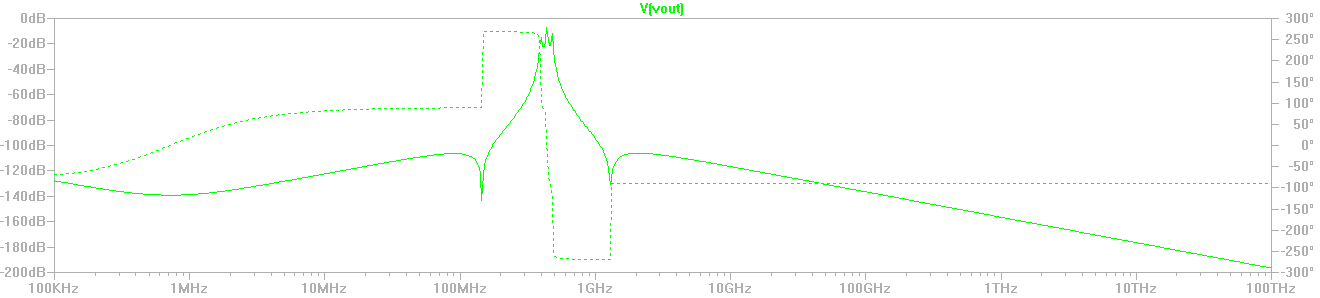 V(vout)
0dB
-20dB
-40dB
-60dB
-80dB
-100dB
-120dB
-140dB
-160dB
-180dB
-200dB
300°
250°
200°
150°
100°
50°
0°
-50°
-100°
-150°
-200°
-250°
-300°
100KHz 1MHz 10MHz 100MHz 1GHz 10GHz 100GHz 1THz 10THz 100THz